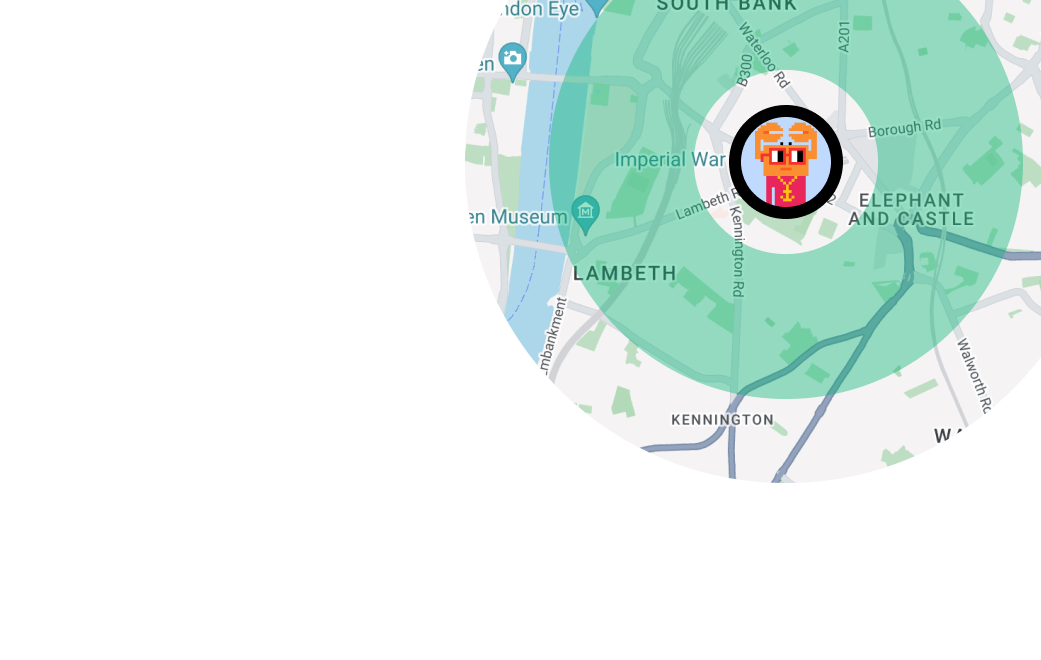 ndon Eye
SOUTH BANK
A201
Waterloo Rd
B300
en
Borough Rd
Imperial War
Lambeth R
2
ELEPHANT
AND CASTLE
en Museum
Kennington Rd
LAMBETH
mbankment
Walworth Rd
KENNINGTON
WA